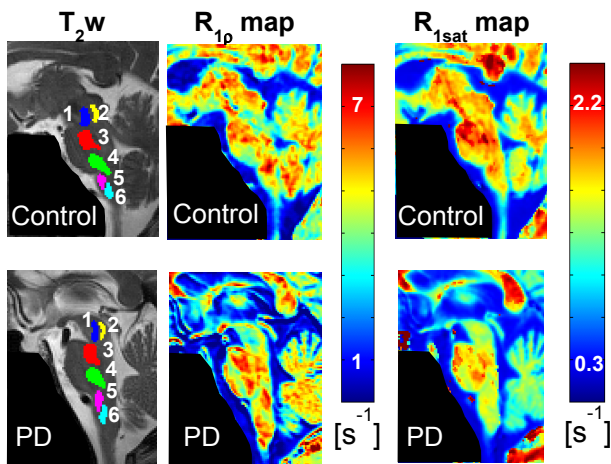 T₂w R₁ρ map R₁sat map
1 2
3
4
5
6
Control Control Control
7
1
[s⁻¹]
2.2
0.3
[s⁻¹]
1 2
3
4
5
6
PD PD PD